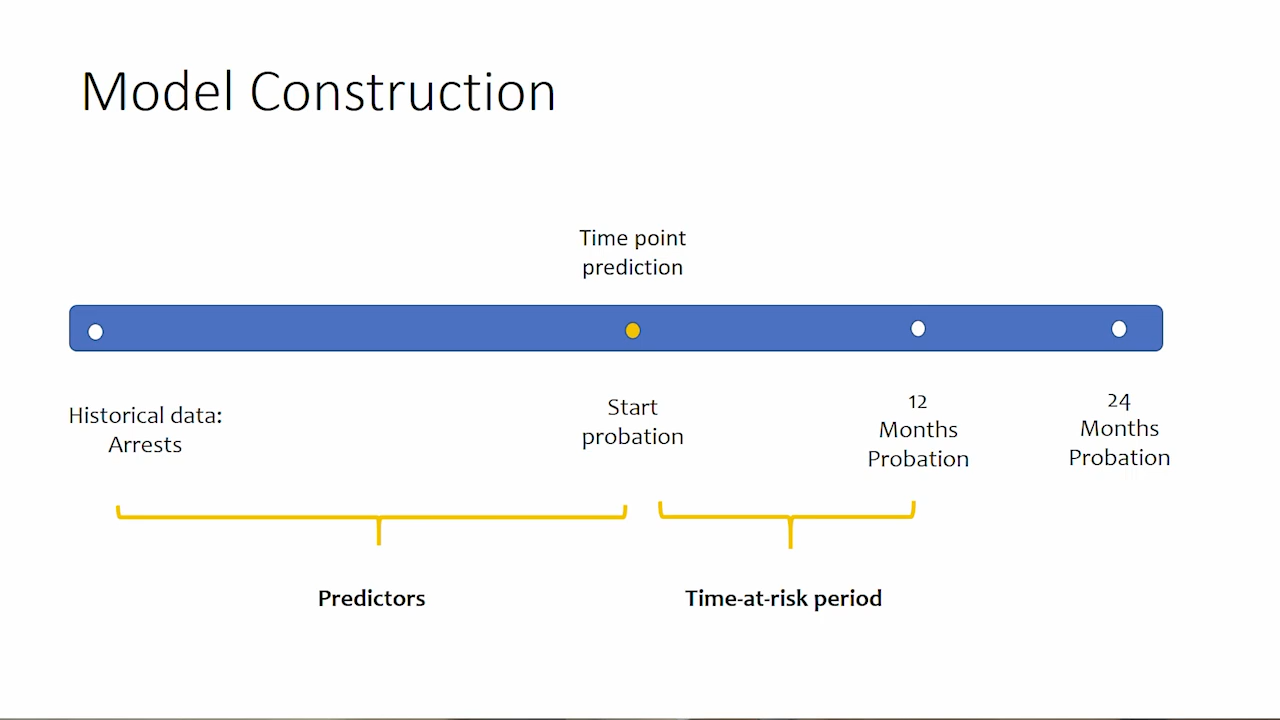 Model Construction
Time point
prediction
Historical data:
Arrests
Start
probation
12
Months
Probation
24
Months
Probation
Predictors
Time-at-risk period